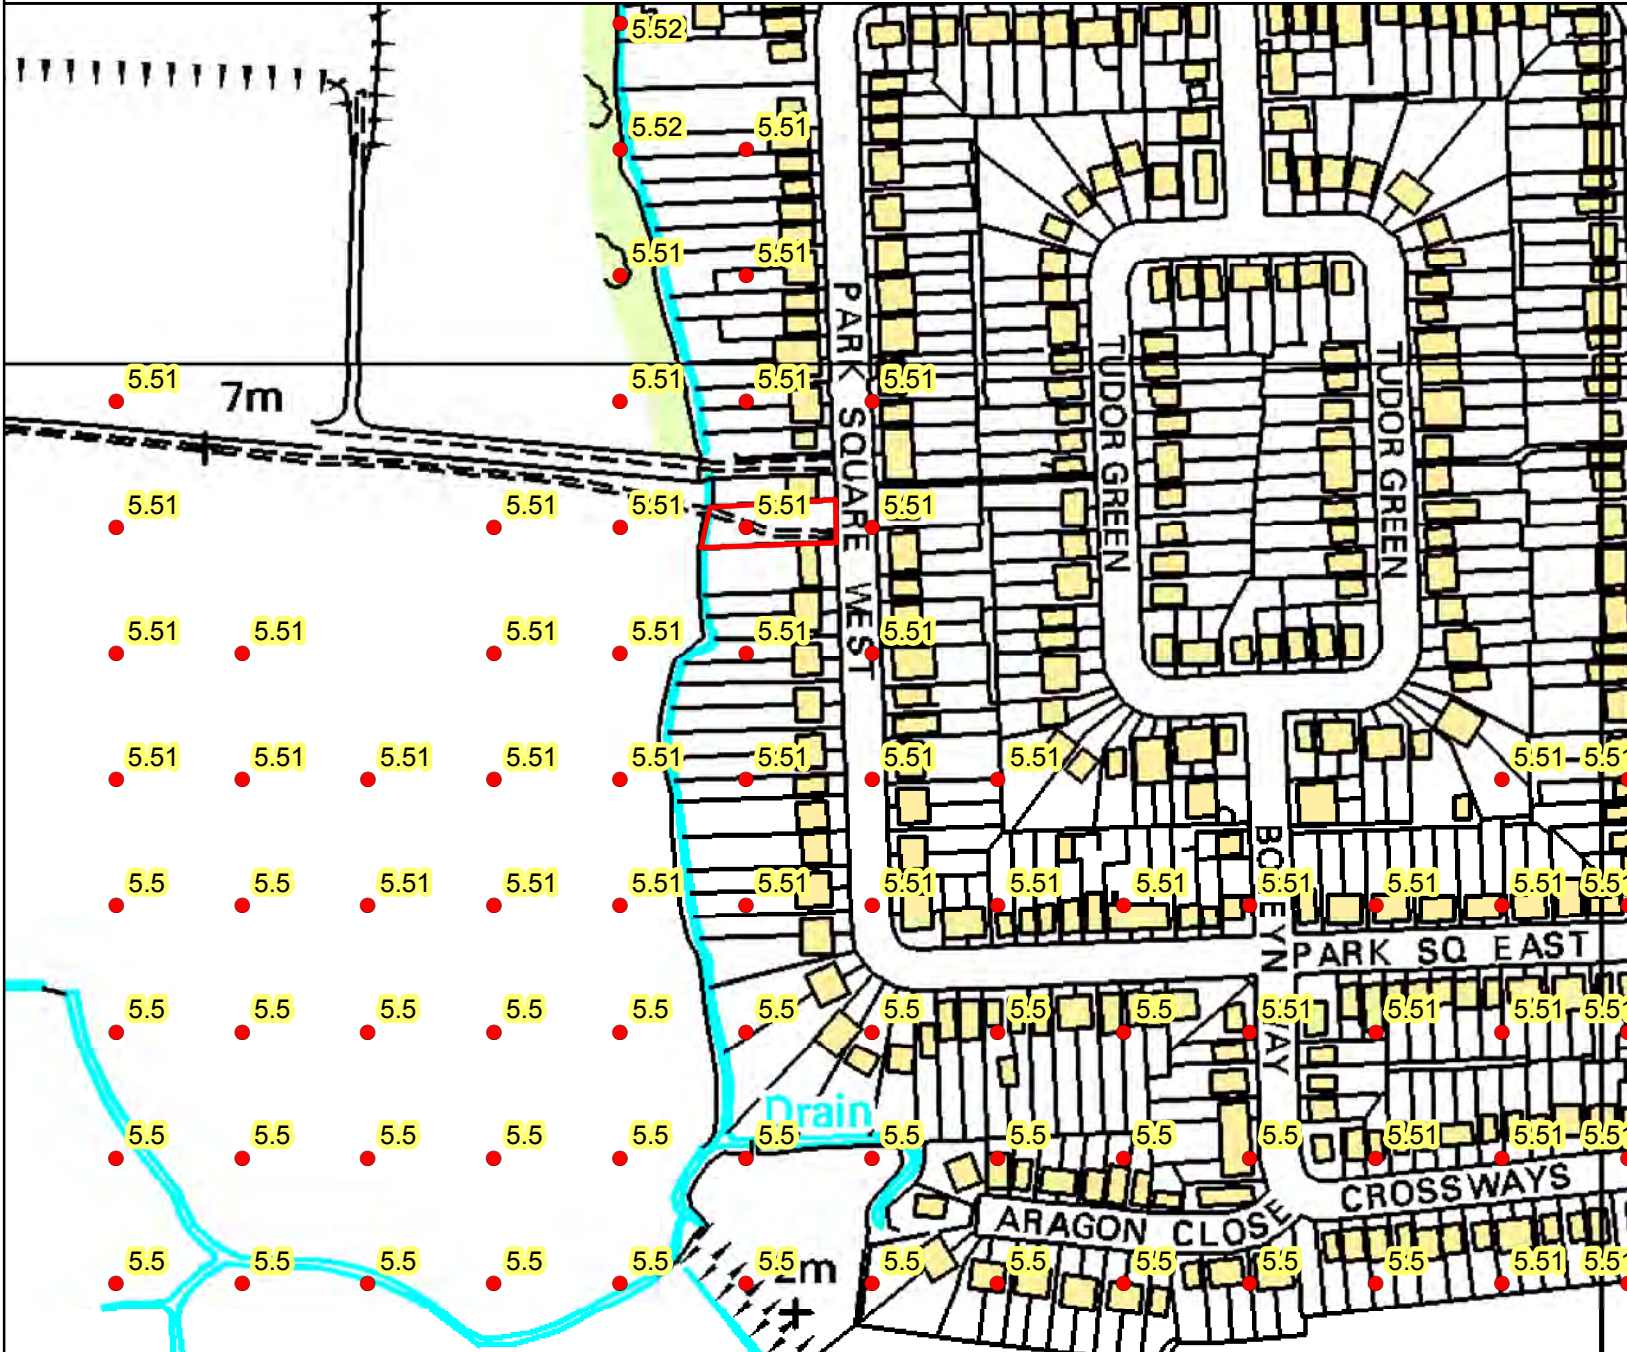 5.52
5.52 5.51
5.51 5.51
5.51 7m 5.51 5.51 5.51
PARK SQUARE WEST
TUDOR GREEN
TUDOR GREEN
5.51 5.51 5.51 5.51 5.51
5.51 5.51 5.51 5.51 5.51 5.51
5.51 5.51 5.51 5.51 5.51 5.51 5.51 5.51 5.51 5.51
5.5 5.5 5.51 5.51 5.51 5.51 5.51 5.51 5.51 5.51 5.51 5.51 5.51
PARK SQ EAST
5.5 5.5 5.5 5.5 5.5 5.5 5.5 5.5 5.5 5.51 5.51 5.51 5.51
Drain
5.5 5.5 5.5 5.5 5.5 5.5 5.5 5.5 5.5 5.5 5.51 5.51 5.51
CROSSWAYS
ARAGON CLOSE
5.5 5.5 5.5 5.5 5.5 5.5 5.5 5.5 5.5 5.5 5.5 5.51 5.51
2m